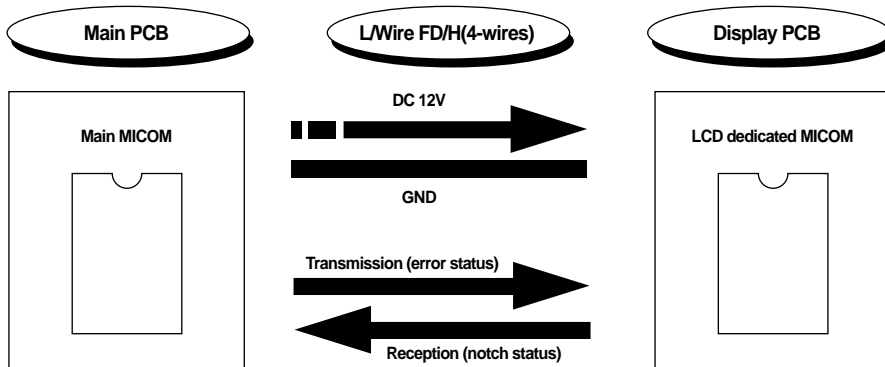 Main PCB
L/Wire FD/H(4-wires)
Display PCB
DC 12V
Main MICOM
LCD dedicated MICOM
GND
Transmission (error status)
Reception (notch status)